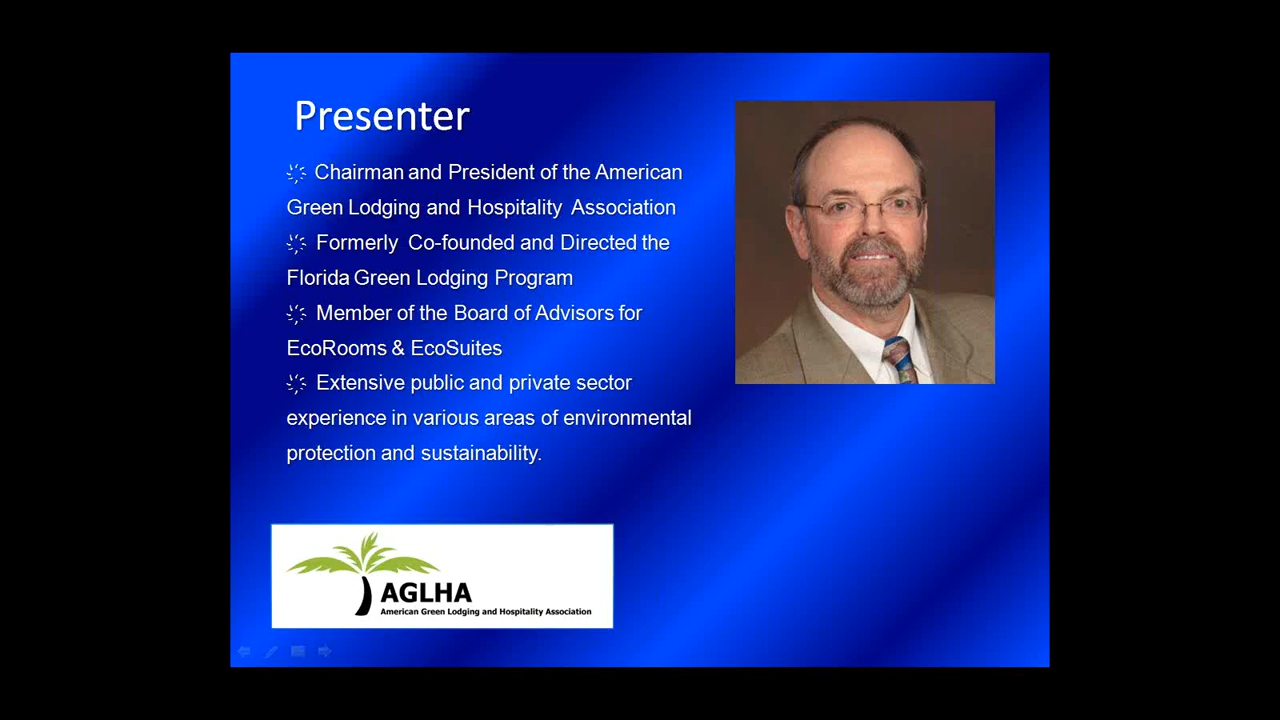 Presenter
Chairman and President of the American
Green Lodging and Hospitality Association
Formerly Co-founded and Directed the
Florida Green Lodging Program
Member of the Board of Advisors for
EcoRooms & EcoSuites
Extensive public and private sector
experience in various areas of environmental
protection and sustainability.
AGLHA
American Green Lodging and Hospitality Association